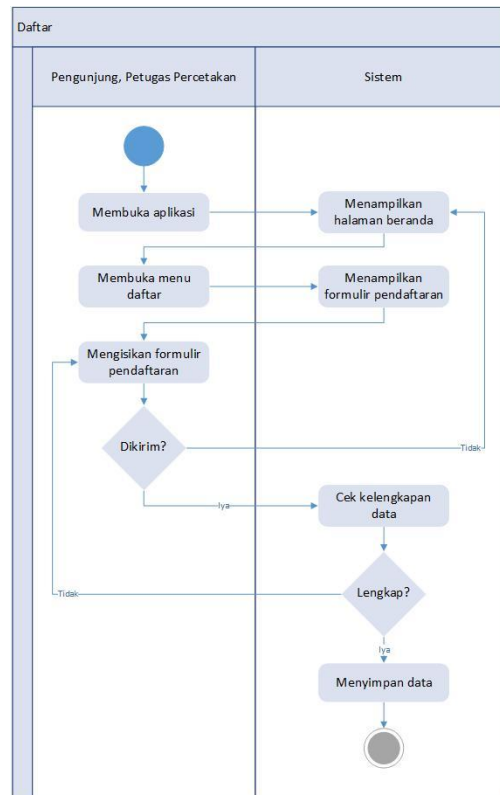 Daftar
Pengunjung, Petugas Percetakan
Sistem
Membuka aplikasi
Menampilkan
halaman beranda
Membuka menu
daftar
Menampilkan
formulir pendaftaran
Mengisikan formulir
pendaftaran
Dikirim?
Tidak
Iya
Cek kelengkapan
data
Lengkap?
Tidak
Iya
Menyimpan data